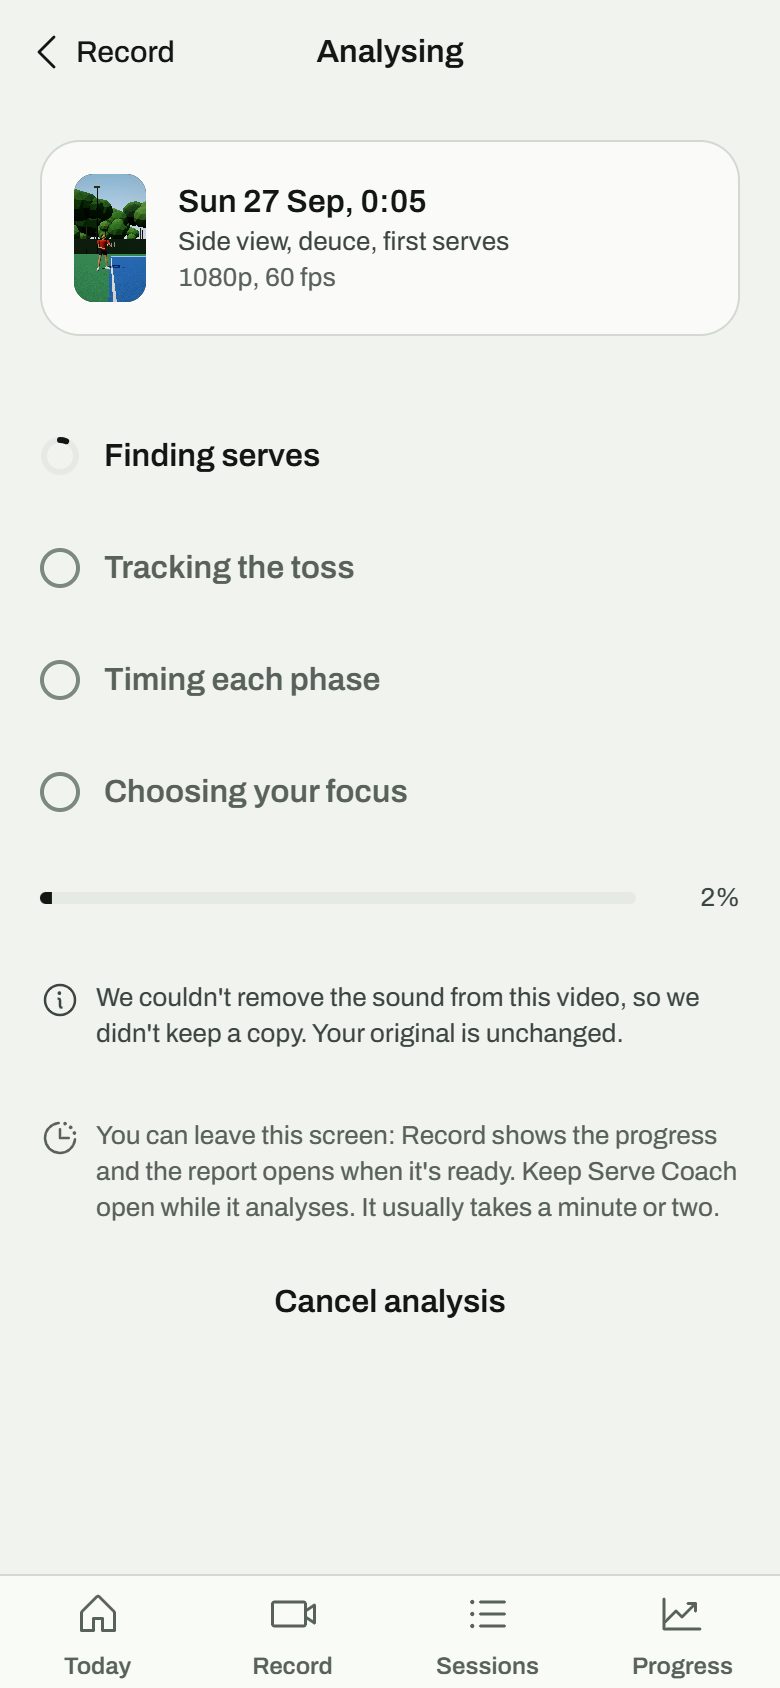 Record
Analysing
Sun 27 Sep, 0:05
Side view, deuce, first serves
1080p, 60 fps
Finding serves
Tracking the toss
Timing each phase
Choosing your focus
2%
We couldn't remove the sound from this video, so we
didn't keep a copy. Your original is unchanged.
You can leave this screen: Record shows the progress
and the report opens when it's ready. Keep Serve Coach
open while it analyses. It usually takes a minute or two.
Cancel analysis
Today
Record
Sessions
Progress